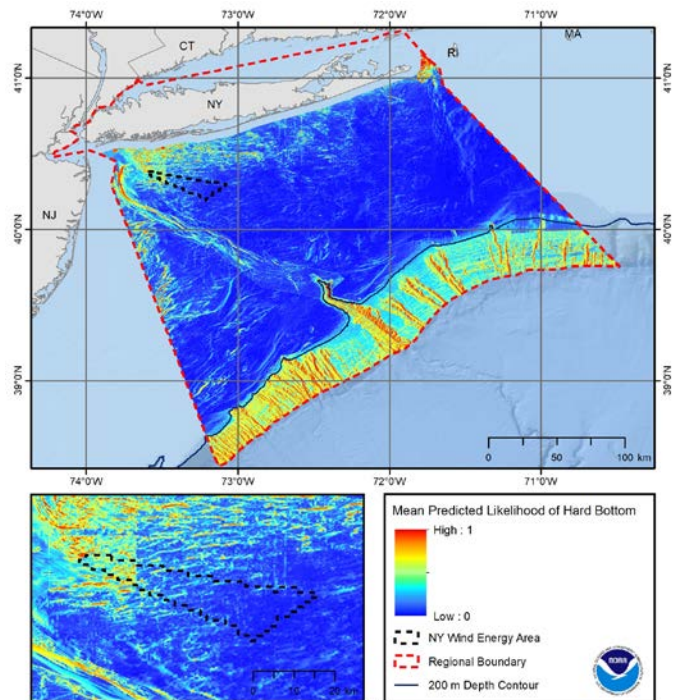 74°0'W 73°0'W 72°0'W 71°0'W
MA
CT
RI
41°0'N 41°0'N
NY
NJ
40°0'N 40°0'N
39°0'N 39°0'N
0 50 100 km
74°0'W 73°0'W 72°0'W 71°0'W
0 10 20 km
Mean Predicted Likelihood of Hard Bottom
High : 1
Low : 0
NY Wind Energy Area
Regional Boundary
200 m Depth Contour
NOAA